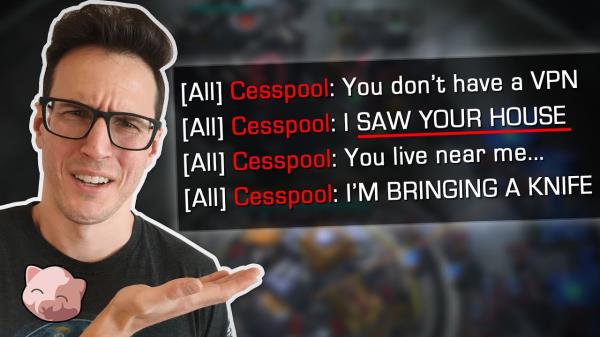 [All] Cesspool: You don't have a VPN
[All] Cesspool: I SAW YOUR HOUSE
[All] Cesspool: You live near me...
[All] Cesspool: I'M BRINGING A KNIFE